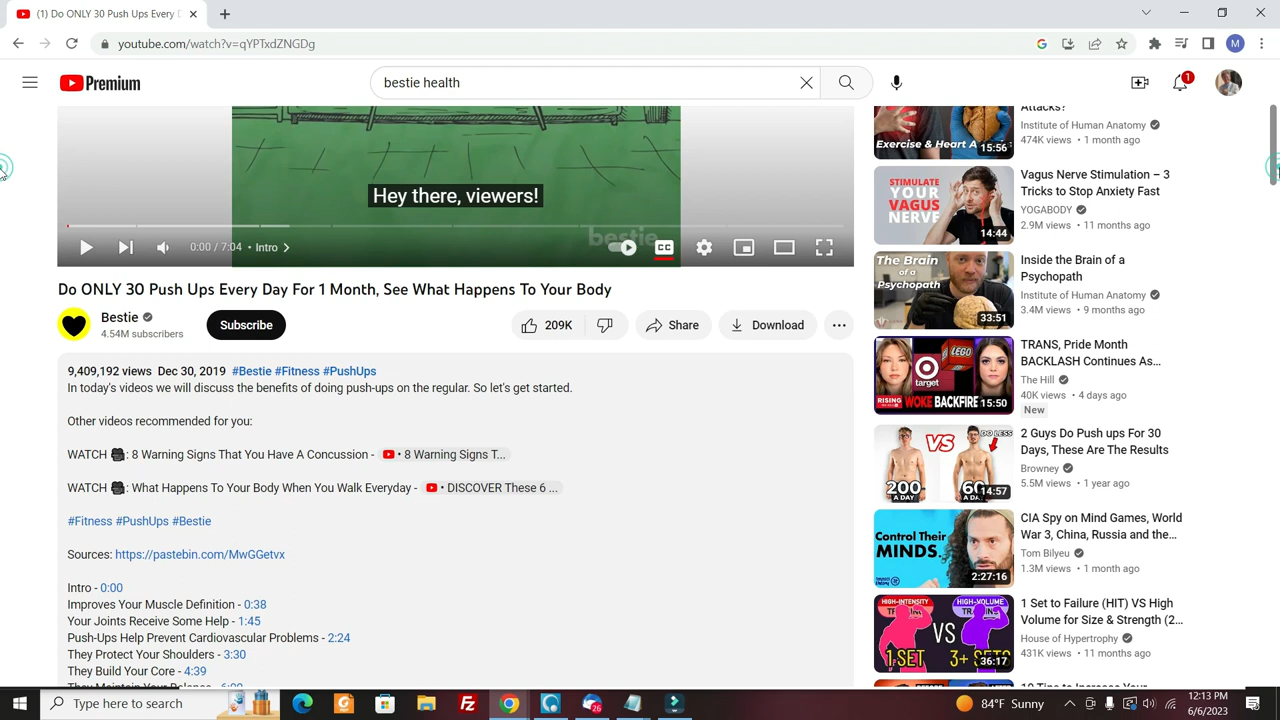 (1) Do ONLY 30 Push Ups Every D
youtube.com/watch?v=qYPTxdZNGDg
M
Premium
bestie health
1
Hey there, viewers!
bestie
0:00 / 7:04 • Intro
CC
Do ONLY 30 Push Ups Every Day For 1 Month, See What Happens To Your Body
Bestie
4.54M subscribers
Subscribe
209K
Share
Download
9,409,192 views Dec 30, 2019 #Bestie #Fitness #PushUps
In today's videos we will discuss the benefits of doing push-ups on the regular. So let's get started.
Other videos recommended for you:
WATCH : 8 Warning Signs That You Have A Concussion - • 8 Warning Signs T...
WATCH : What Happens To Your Body When You Walk Everyday - • DISCOVER These 6 ...
#Fitness #PushUps #Bestie
Sources: https://pastebin.com/MwGGetvx
Intro - 0:00
Improves Your Muscle Definition - 0:38
Your Joints Receive Some Help - 1:45
Push-Ups Help Prevent Cardiovascular Problems - 2:24
They Protect Your Shoulders - 3:30
They Build Your Core - 4:39
They Maintain Your Balance - 6:00
Exercise & Heart A
15:56
Attacks?
Institute of Human Anatomy
474K views • 1 month ago
STIMULATE
YOUR
VAGUS
NERVE
14:44
Vagus Nerve Stimulation – 3
Tricks to Stop Anxiety Fast
YOGABODY
2.9M views • 11 months ago
The Brain
of a
Psychopath
33:51
Inside the Brain of a
Psychopath
Institute of Human Anatomy
3.4M views • 9 months ago
target
LEGO
RISING
WOKE BACKFIRE
15:50
TRANS, Pride Month
BACKLASH Continues As...
The Hill
40K views • 4 days ago
New
VS
DO LESS
200
A DAY
60
A DA
14:57
2 Guys Do Push ups For 30
Days, These Are The Results
Browney
5.5M views • 1 year ago
Control Their
MINDS.
2:27:16
CIA Spy on Mind Games, World
War 3, China, Russia and the...
Tom Bilyeu
1.3M views • 1 month ago
HIGH-INTENSITY
HIGH-VOLUME
VS
1 SET
3+ SETS
36:17
1 Set to Failure (HIT) VS High
Volume for Size & Strength (2...
House of Hypertrophy
431K views • 11 months ago
Type here to search
26
84°F Sunny
12:13 PM
6/6/2023